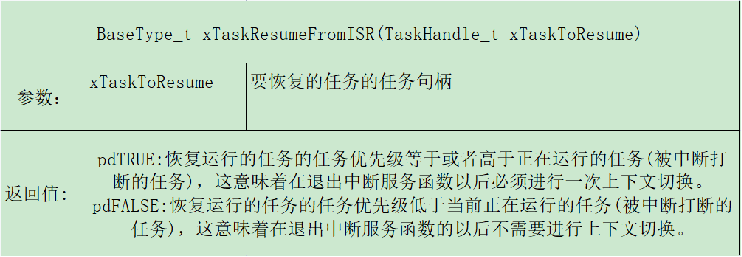 BaseType_t xTaskResumeFromISR(TaskHandle_t xTaskToResume)
参数: xTaskToResume 要恢复的任务的任务句柄
pdTRUE:恢复运行的任务的任务优先级等于或者高于正在运行的任务(被中断打
断的任务)，这意味着在退出中断服务函数以后必须进行一次上下文切换。
返回值:
pdFALSE:恢复运行的任务的任务优先级低于当前正在运行的任务(被中断打断的
任务)，这意味着在退出中断服务函数的以后不需要进行上下文切换。